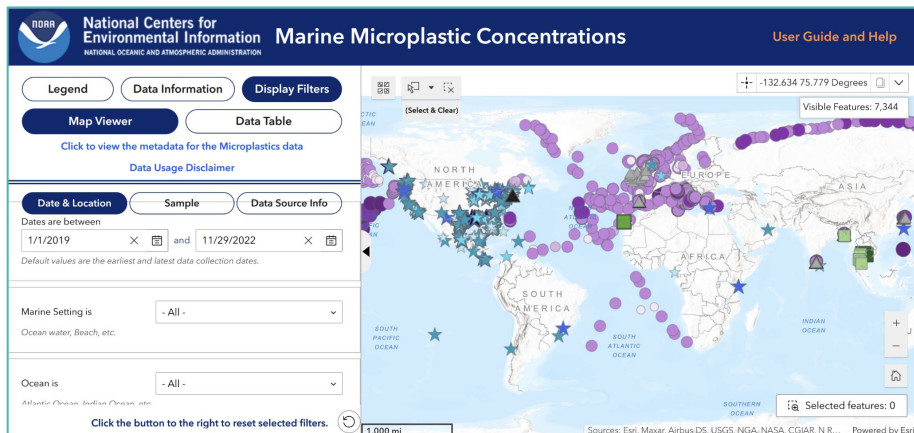 NOAA
National Centers for
Environmental Information
NATIONAL OCEANIC AND ATMOSPHERIC ADMINISTRATION
Marine Microplastic Concentrations
User Guide and Help
Legend
Data Information
Display Filters
Map Viewer
Data Table
Click to view the metadata for the Microplastics data
Data Usage Disclaimer
Date & Location
Sample
Data Source Info
Dates are between
1/1/2019
and
11/29/2022
Default values are the earliest and latest data collection dates.
Marine Setting is
- All -
Ocean water, Beach, etc.
Ocean is
- All -
Atlantic Ocean, Indian Ocean, etc.
Click the button to the right to reset selected filters.
(Select & Clear)
-132.634 75.779 Degrees
Visible Features: 7,344
NORTH
AMERICA
EUROPE
ASIA
AFRICA
SOUTH
AMERICA
SOUTH
PACIFIC
OCEAN
SOUTH
ATLANTIC
OCEAN
INDIAN
OCEAN
SOUTHERN
OCEAN
+
−
Selected features: 0
1,000 mi
Sources: Esri, Maxar, Airbus DS, USGS, NGA, NASA, CGIAR, N R...
Powered by Esri